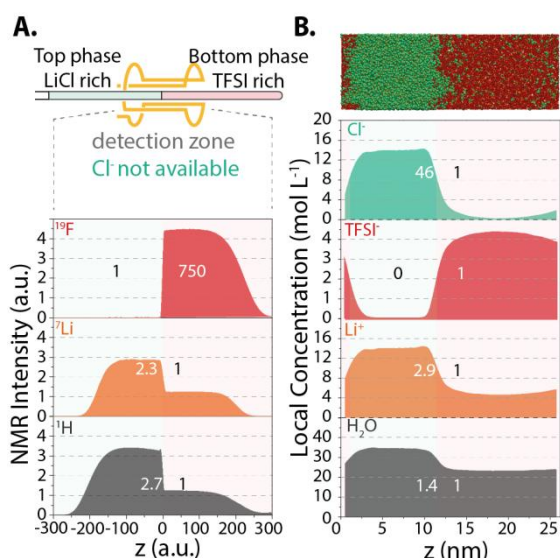 A.
Top phase
LiCl rich
Bottom phase
TFSI rich
detection zone
Cl⁻ not available
NMR Intensity (a.u.)
¹⁹F
4
3
2
1
0
1
750
⁷Li
4
3
2
1
0
2.3
1
¹H
4
3
2
1
0
2.7
1
-300 -200 -100 0 100 200 300
z (a.u.)
B.
Local Concentration (mol L⁻¹)
Cl⁻
20
16
12
8
4
0
46
1
TFSI⁻
4
3
2
1
0
0
1
Li⁺
20
16
12
8
4
0
2.9
1
H₂O
50
40
30
20
10
0
1.4
1
0 5 10 15 20 25
z (nm)